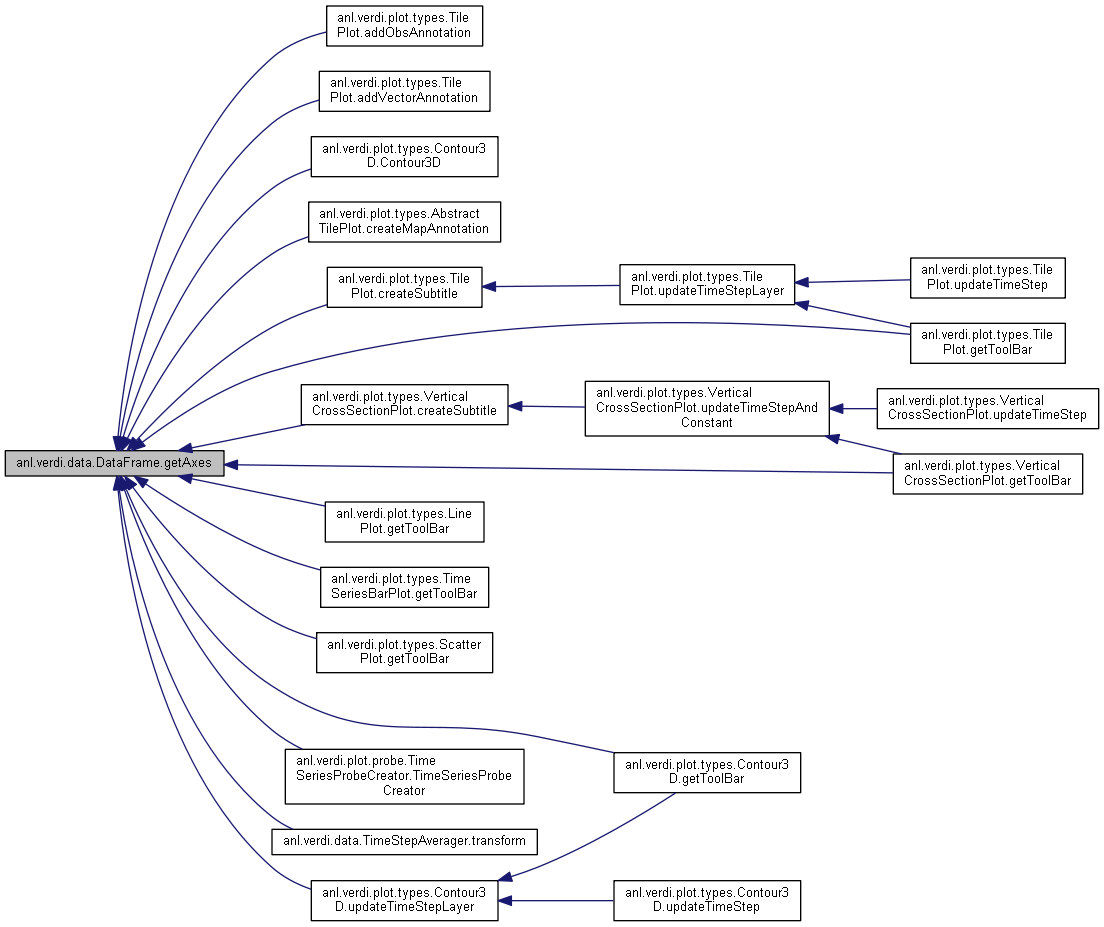 anl.verdi.plot.types.Tile
Plot.addObsAnnotation
anl.verdi.plot.types.Tile
Plot.addVectorAnnotation
anl.verdi.plot.types.Contour3
D.Contour3D
anl.verdi.plot.types.Abstract
TilePlot.createMapAnnotation
anl.verdi.plot.types.Tile
Plot.createSubtitle
anl.verdi.plot.types.Tile
Plot.updateTimeStepLayer
anl.verdi.plot.types.Tile
Plot.updateTimeStep
anl.verdi.plot.types.Tile
Plot.getToolBar
anl.verdi.plot.types.Vertical
CrossSectionPlot.createSubtitle
anl.verdi.plot.types.Vertical
CrossSectionPlot.updateTimeStepAnd
Constant
anl.verdi.plot.types.Vertical
CrossSectionPlot.updateTimeStep
anl.verdi.data.DataFrame.getAxes
anl.verdi.plot.types.Vertical
CrossSectionPlot.getToolBar
anl.verdi.plot.types.Line
Plot.getToolBar
anl.verdi.plot.types.Time
SeriesBarPlot.getToolBar
anl.verdi.plot.types.Scatter
Plot.getToolBar
anl.verdi.plot.probe.Time
SeriesProbeCreator.TimeSeriesProbe
Creator
anl.verdi.plot.types.Contour3
D.getToolBar
anl.verdi.data.TimeStepAverager.transform
anl.verdi.plot.types.Contour3
D.updateTimeStepLayer
anl.verdi.plot.types.Contour3
D.updateTimeStep